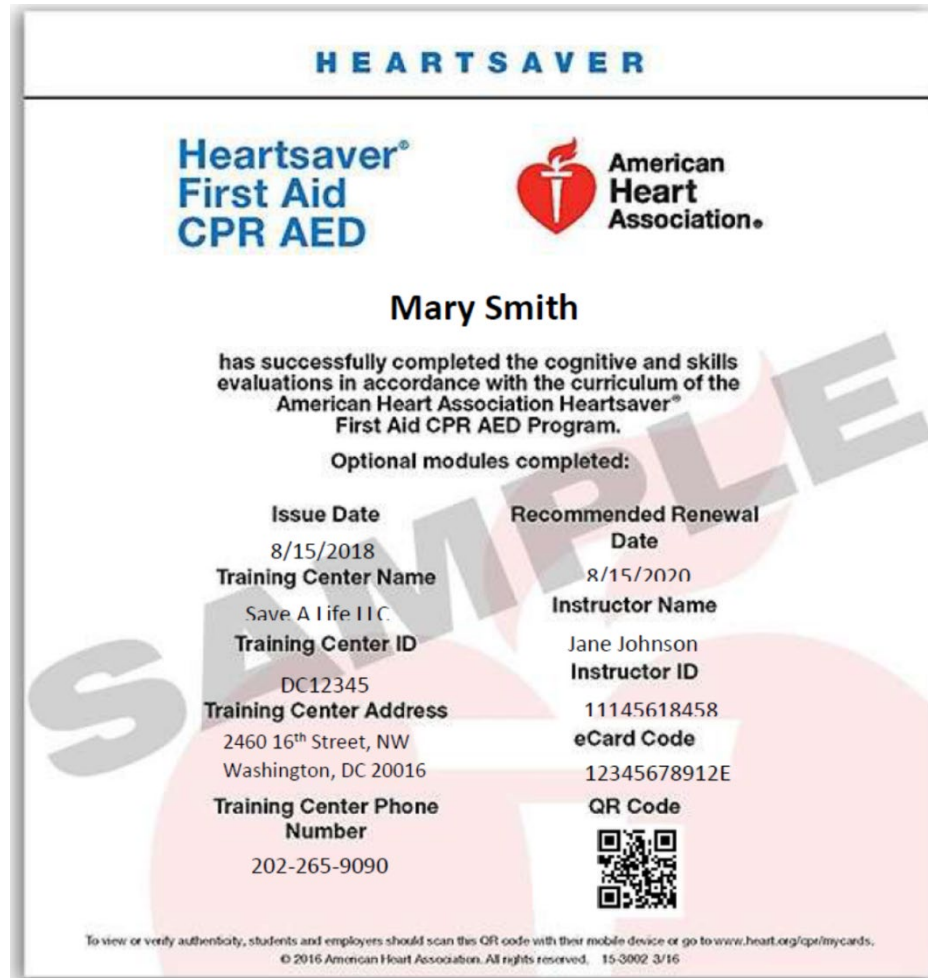 HEARTSAVER
Heartsaver®
First Aid
CPR AED
American
Heart
Association®
Mary Smith
has successfully completed the cognitive and skills
evaluations in accordance with the curriculum of the
American Heart Association Heartsaver®
First Aid CPR AED Program.
Optional modules completed:
Issue Date
8/15/2018
Training Center Name
Save A Life LLC
Training Center ID
DC12345
Training Center Address
2460 16th Street, NW
Washington, DC 20016
Training Center Phone
Number
202-265-9090
Recommended Renewal
Date
8/15/2020
Instructor Name
Jane Johnson
Instructor ID
11145618458
eCard Code
12345678912E
QR Code
SAMPLE
To view or verify authenticity, students and employers should scan this QR code with their mobile device or go to www.heart.org/cpr/mycards.
© 2016 American Heart Association. All rights reserved. 15-3002 3/16